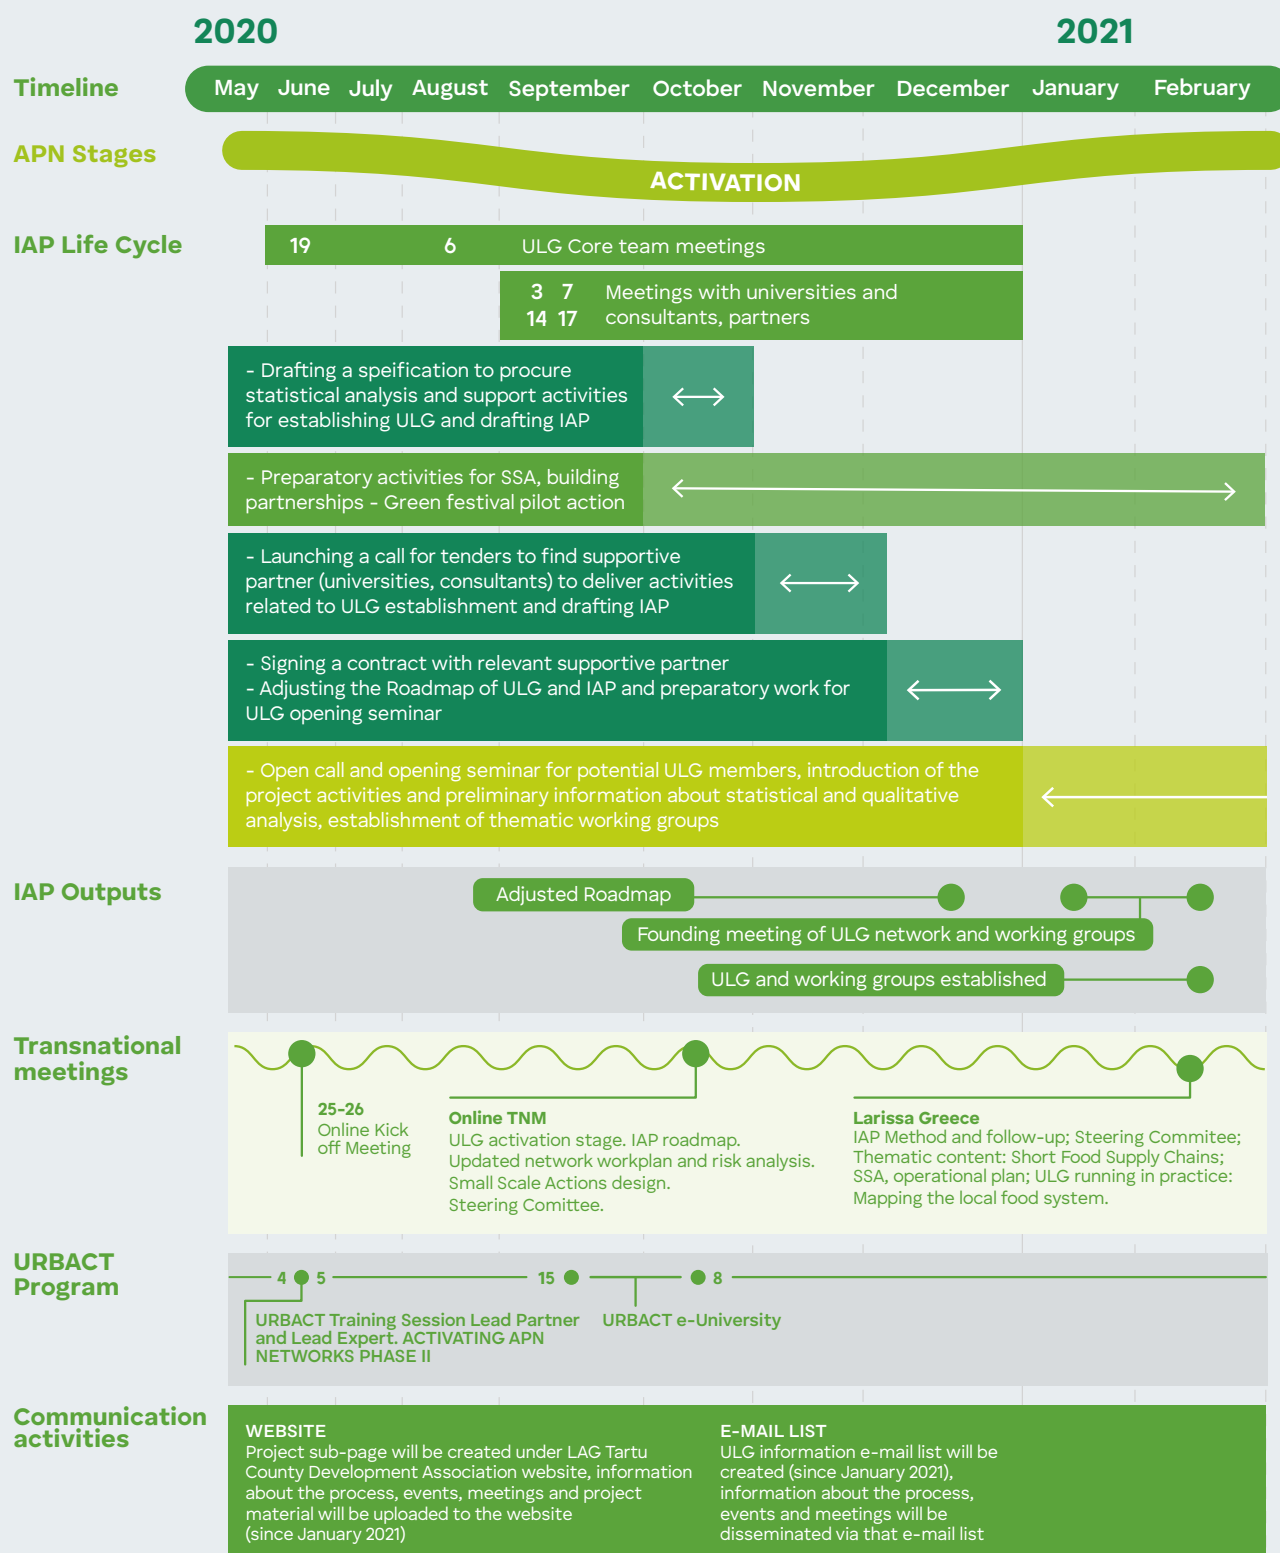 2020
2021
Timeline
May June July August September October November December January February
APN Stages
ACTIVATION
IAP Life Cycle
19 6 ULG Core team meetings
3 7 Meetings with universities and
14 17 consultants, partners
- Drafting a speification to procure
statistical analysis and support activities
for establishing ULG and drafting IAP
- Preparatory activities for SSA, building
partnerships - Green festival pilot action
- Launching a call for tenders to find supportive
partner (universities, consultants) to deliver activities
related to ULG establishment and drafting IAP
- Signing a contract with relevant supportive partner
- Adjusting the Roadmap of ULG and IAP and preparatory work for
ULG opening seminar
- Open call and opening seminar for potential ULG members, introduction of the
project activities and preliminary information about statistical and qualitative
analysis, establishment of thematic working groups
IAP Outputs
Adjusted Roadmap
Founding meeting of ULG network and working groups
ULG and working groups established
Transnational
meetings
25-26
Online Kick
off Meeting
Online TNM
ULG activation stage. IAP roadmap.
Updated network workplan and risk analysis.
Small Scale Actions design.
Steering Comittee.
Larissa Greece
IAP Method and follow-up; Steering Commitee;
Thematic content: Short Food Supply Chains;
SSA, operational plan; ULG running in practice:
Mapping the local food system.
URBACT
Program
4 5 15 8
URBACT Training Session Lead Partner
and Lead Expert. ACTIVATING APN
NETWORKS PHASE II
URBACT e-University
Communication
activities
WEBSITE
Project sub-page will be created under LAG Tartu
County Development Association website, information
about the process, events, meetings and project
material will be uploaded to the website
(since January 2021)
E-MAIL LIST
ULG information e-mail list will be
created (since January 2021),
information about the process,
events and meetings will be
disseminated via that e-mail list